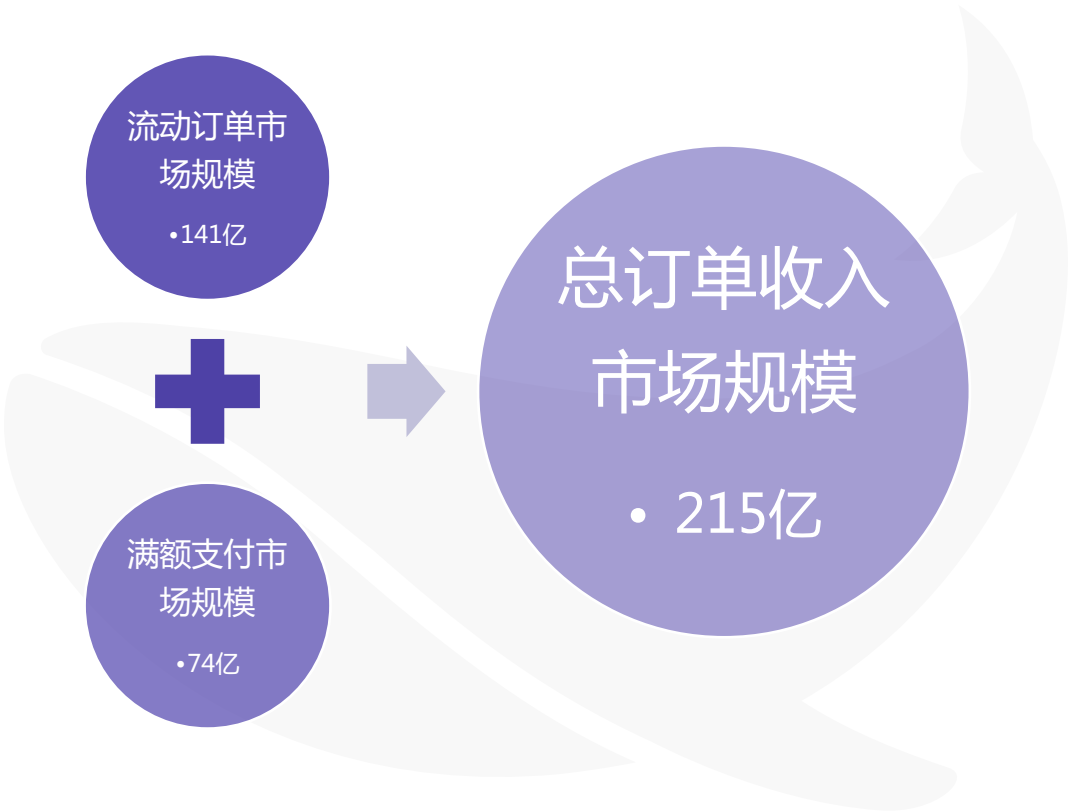 流动订单市
场规模
•141亿
满额支付市
场规模
•74亿
总订单收入
市场规模
• 215亿